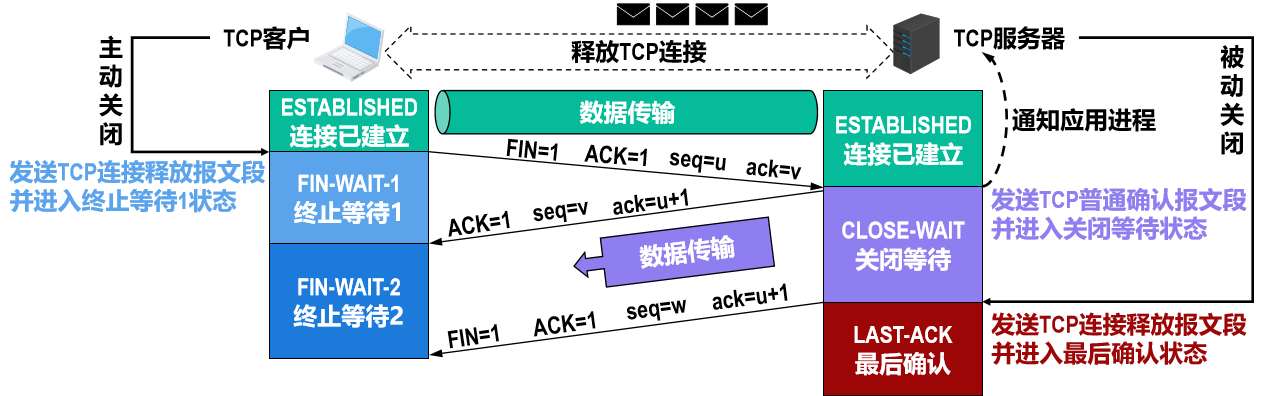 TCP客户
释放TCP连接
TCP服务器
主动关闭
被动关闭
ESTABLISHED
连接已建立
数据传输
ESTABLISHED
连接已建立
通知应用进程
发送TCP连接释放报文段
并进入终止等待1状态
FIN=1 ACK=1 seq=u ack=v
FIN-WAIT-1
终止等待1
ACK=1 seq=v ack=u+1
发送TCP普通确认报文段
并进入关闭等待状态
CLOSE-WAIT
关闭等待
数据传输
FIN-WAIT-2
终止等待2
FIN=1 ACK=1 seq=w ack=u+1
LAST-ACK
最后确认
发送TCP连接释放报文段
并进入最后确认状态